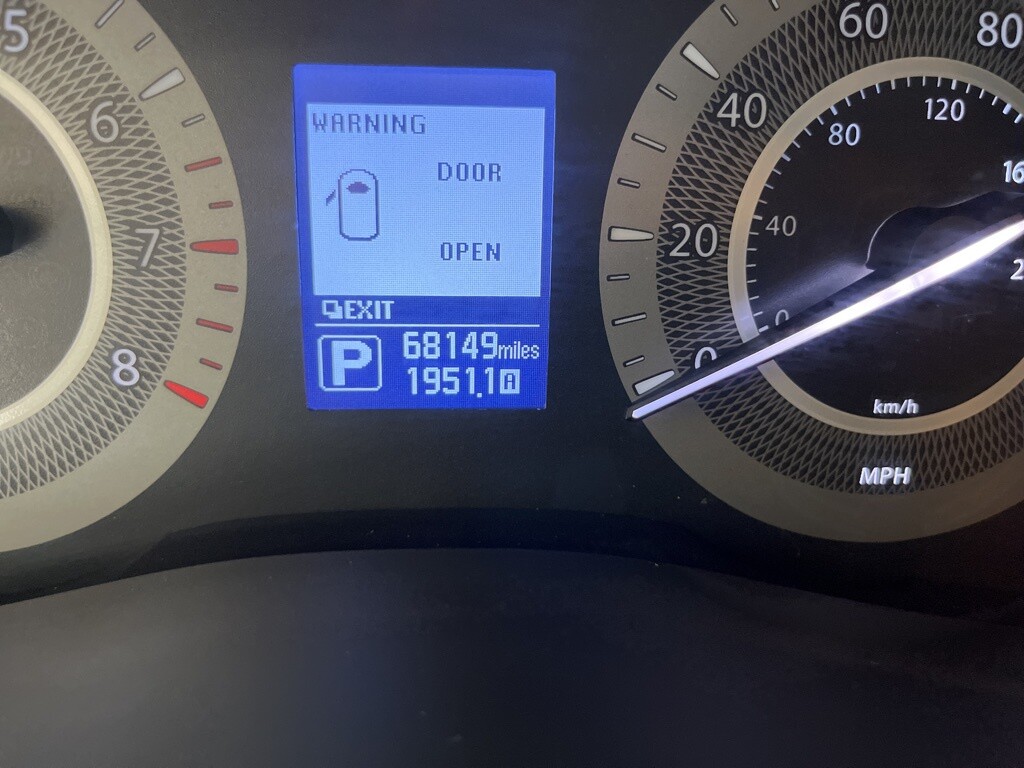 5
6
7
8
WARNING
DOOR
OPEN
EXIT
P
68149miles
1951.1 A
0
20
40
60
80
0
40
80
120
km/h
MPH